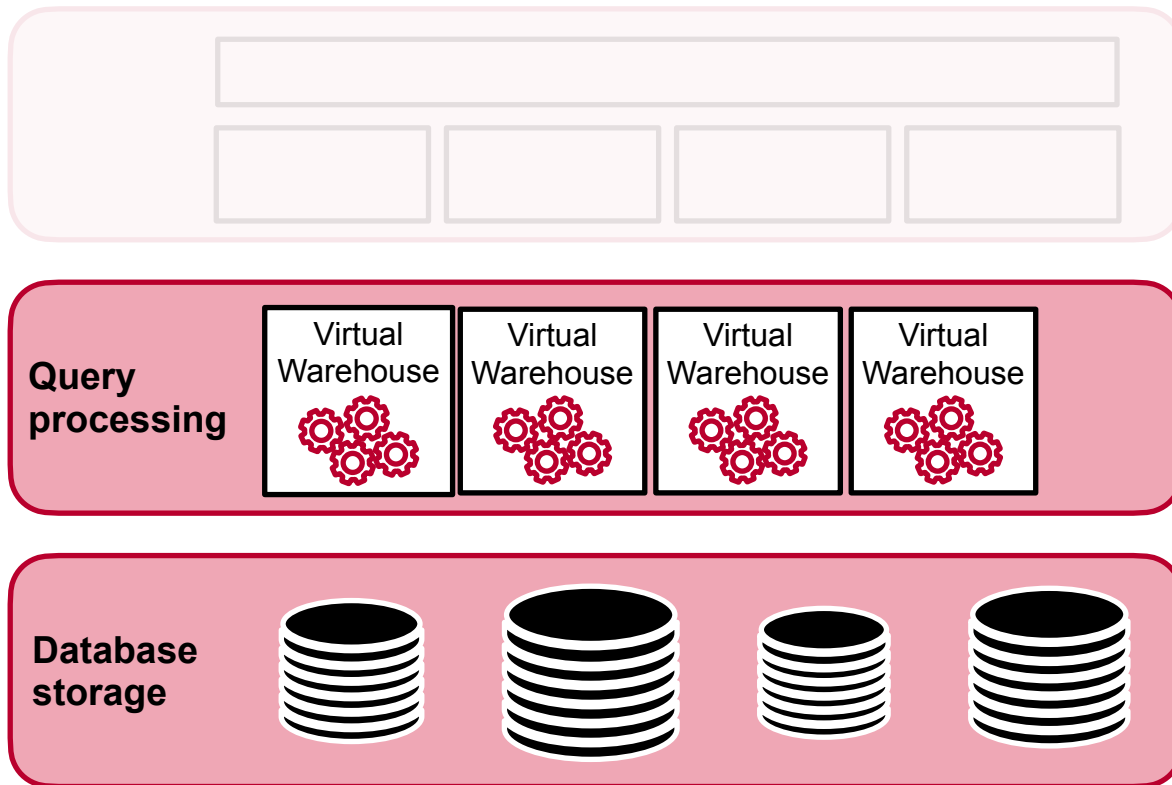 Query
processing
Virtual
Warehouse
Virtual
Warehouse
Virtual
Warehouse
Virtual
Warehouse
Database
storage